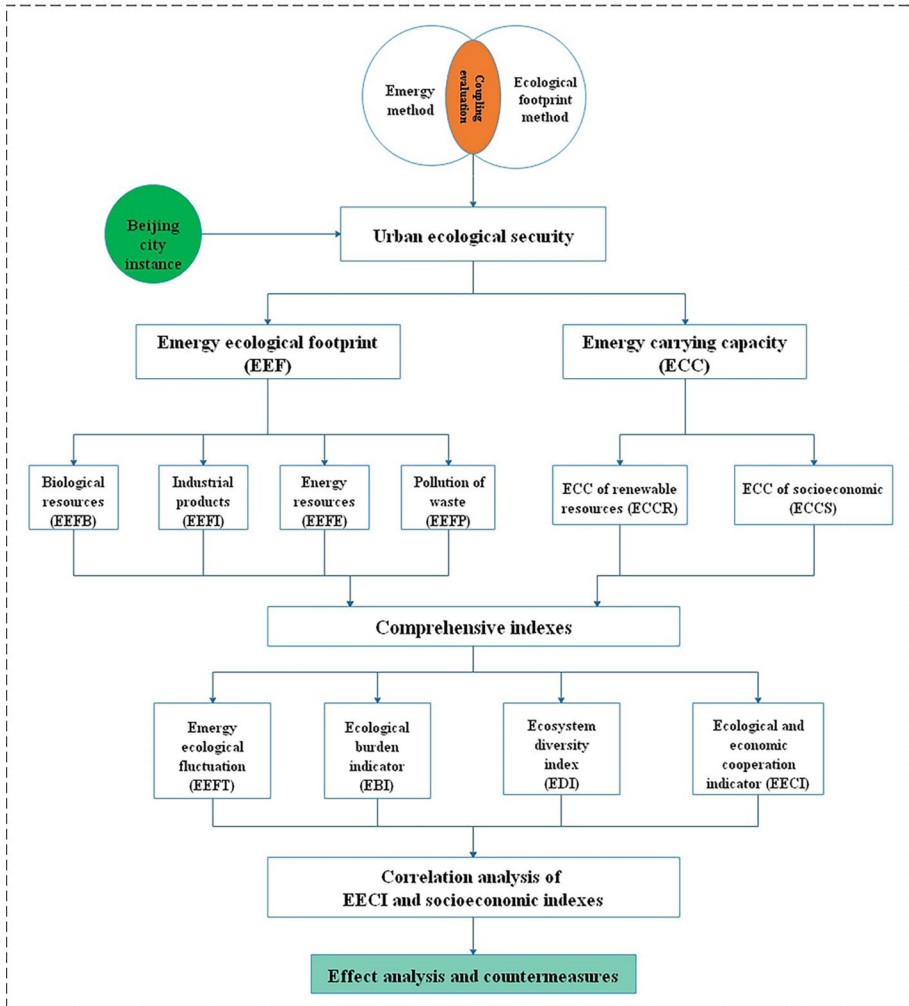 Emergy
method
Coupling
evaluation
Ecological
footprint
method
Beijing
city
instance
Urban ecological security
Emergy ecological footprint
(EEF)
Emergy carrying capacity
(ECC)
Biological
resources
(EEFB)
Industrial
products
(EEFI)
Energy
resources
(EEFE)
Pollution of
waste
(EEFP)
ECC of renewable
resources (ECCR)
ECC of socioeconomic
(ECCS)
Comprehensive indexes
Emergy
ecological
fluctuation
(EEFT)
Ecological
burden
indicator
(EBI)
Ecosystem
diversity
index
(EDI)
Ecological and
economic
cooperation
indicator (EECI)
Correlation analysis of
EECI and socioeconomic indexes
Effect analysis and countermeasures